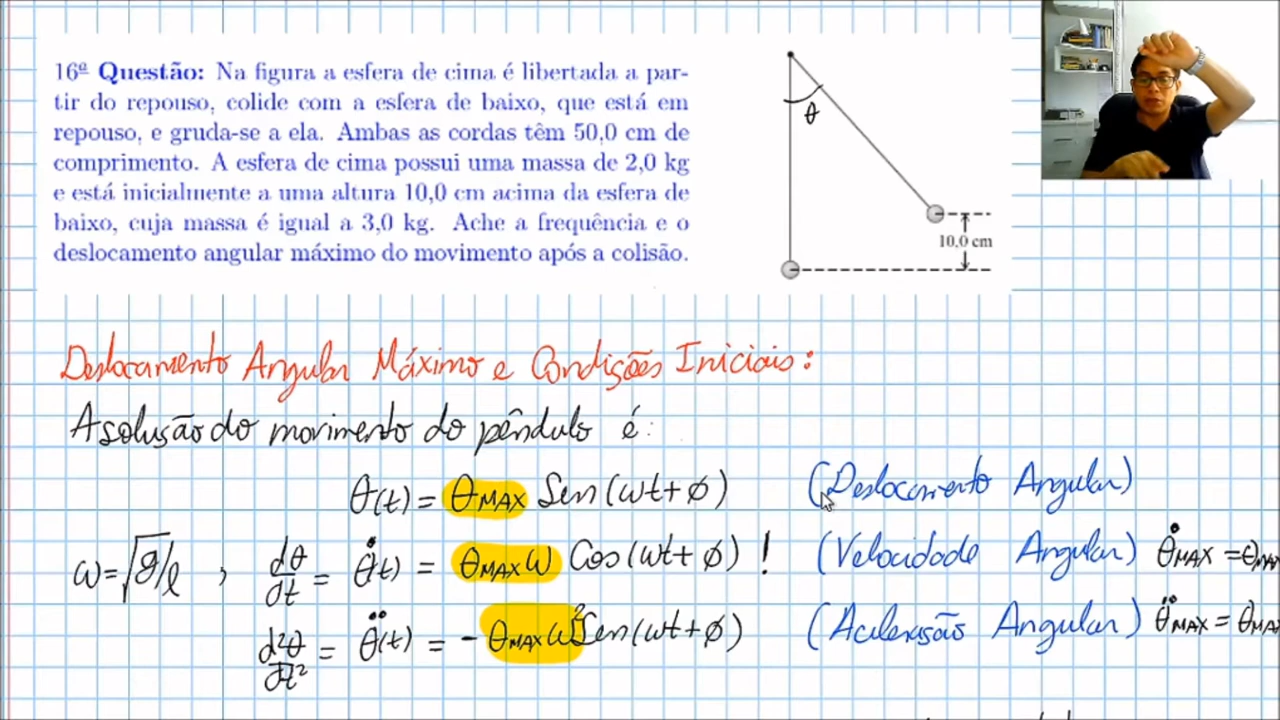 16ª Questão: Na figura a esfera de cima é libertada a par-
tir do repouso, colide com a esfera de baixo, que está em
repouso, e gruda-se a ela. Ambas as cordas têm 50,0 cm de
comprimento. A esfera de cima possui uma massa de 2,0 kg
e está inicialmente a uma altura 10,0 cm acima da esfera de
baixo, cuja massa é igual a 3,0 kg. Ache a frequência e o
deslocamento angular máximo do movimento após a colisão.
θ
10,0 cm
Deslocamento Angular Máximo e Condições Iniciais:
A solução do movimento do pêndulo é:
θ(t) = θMAX Sen(ωt+φ) (Deslocamento Angular)
ω=√g/l ; dθ/dt = θ̇(t) = θMAX ω Cos(ωt+φ) ! (Velocidade Angular) θ̇MAX = θMA
d²θ/dt² = θ̈(t) = - θMAX ω² Sen(ωt+φ) (Aceleração Angular) θ̈MAX = θMA